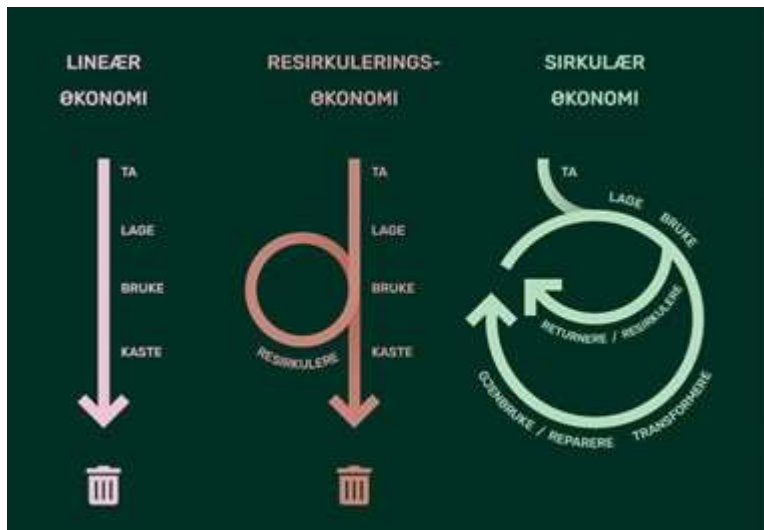 LINEÆR
ØKONOMI
TA
LAGE
BRUKE
KASTE
RESIRKULERINGS-
ØKONOMI
TA
LAGE
BRUKE
KASTE
RESIRKULERE
SIRKULÆR
ØKONOMI
TA
LAGE
BRUKE
RETURNERE / RESIRKULERE
TRANSFORMERE
GJENBRUKE / REPARERE